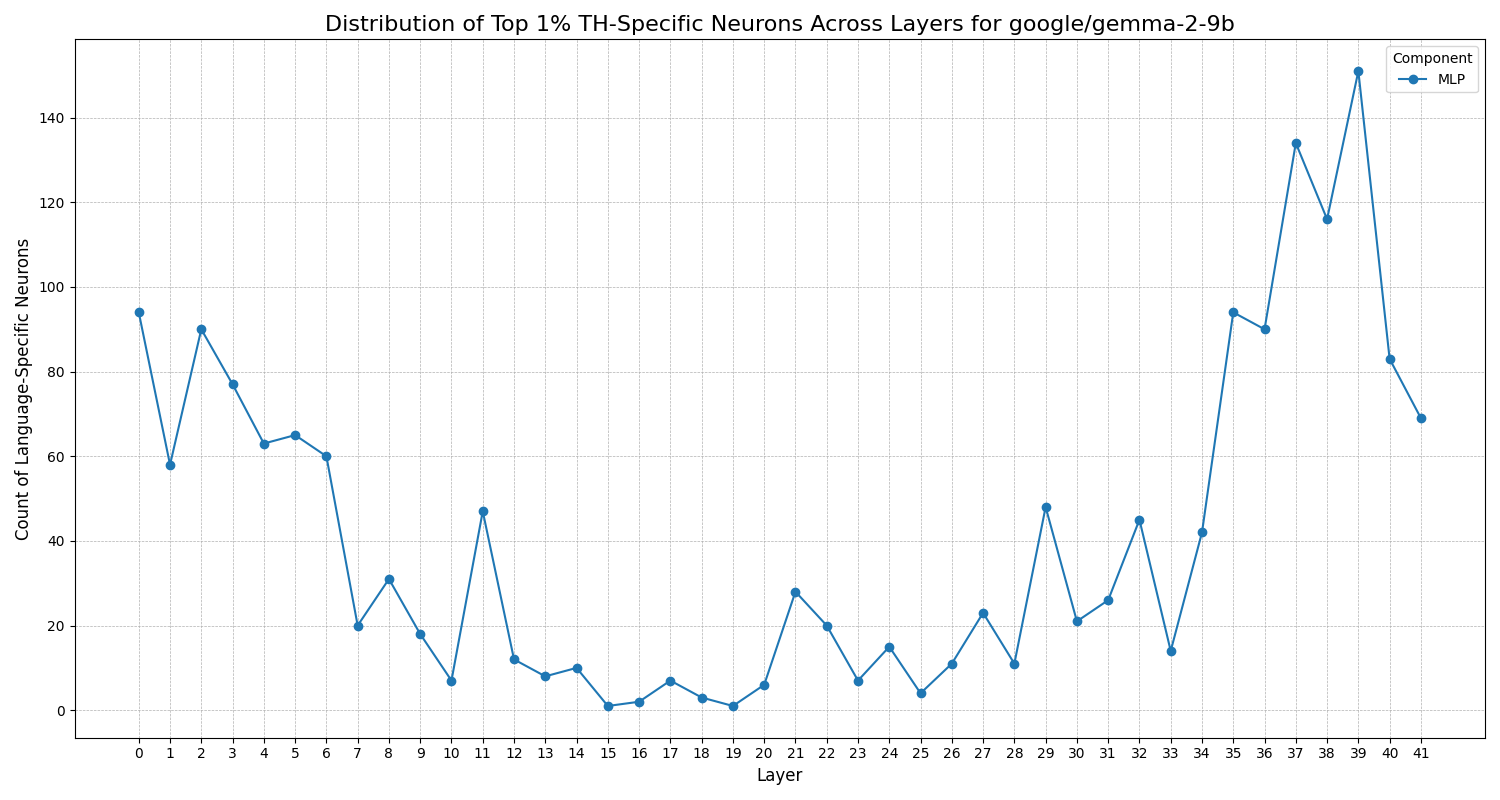 Distribution of Top 1% TH-Specific Neurons Across Layers for google/gemma-2-9b
Component
MLP
Count of Language-Specific Neurons
140
120
100
80
60
40
20
0
0 1 2 3 4 5 6 7 8 9 10 11 12 13 14 15 16 17 18 19 20 21 22 23 24 25 26 27 28 29 30 31 32 33 34 35 36 37 38 39 40 41
Layer